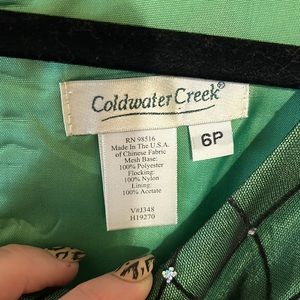 Coldwater Creek®
6P
RN 98516
Made In The U.S.A.
of Chinese Fabric
Mesh Base:
100% Polyester
Flocking:
100% Nylon
Lining:
100% Acetate
V#J348
H19270